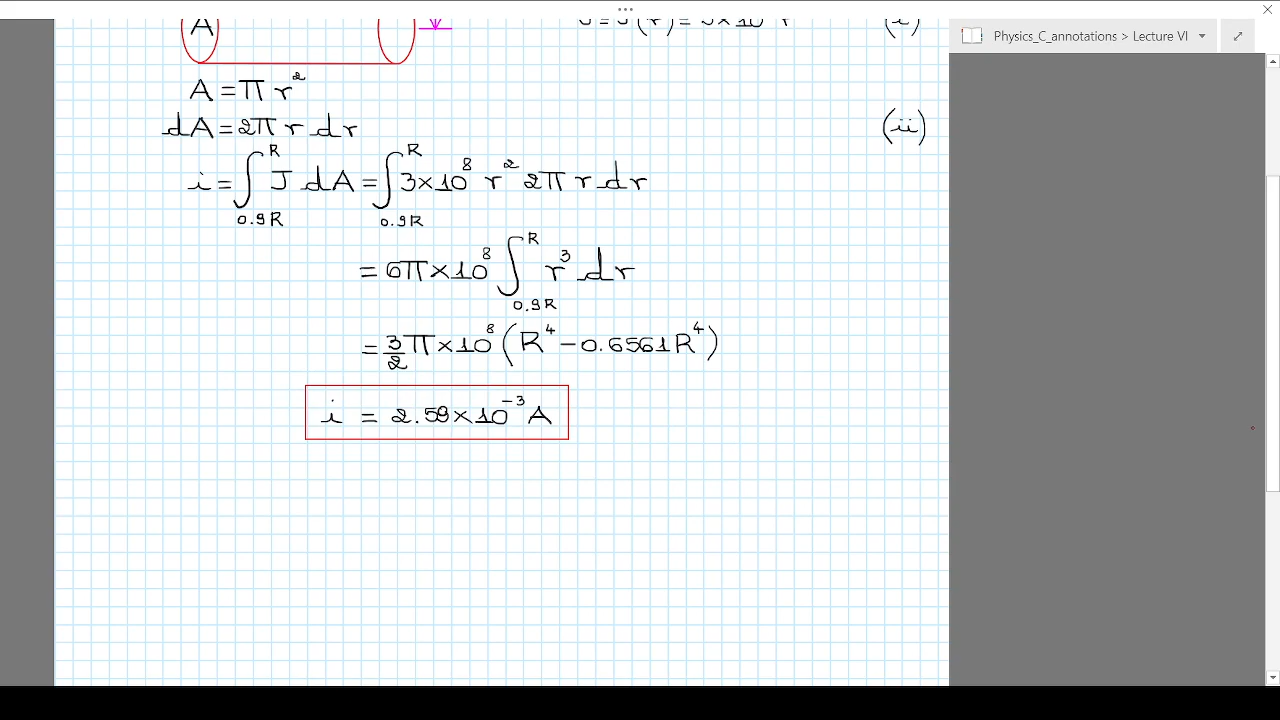 Physics_C_annotations > Lecture VI
A
A = π r²
dA = 2π r dr
(ii)
i = ∫_{0.9R}^{R} J dA = ∫_{0.9R}^{R} 3×10⁸ r² 2π r dr
= 6π×10⁸ ∫_{0.9R}^{R} r³ dr
= 3/2 π×10⁸ (R⁴ − 0.6561R⁴)
i = 2.59×10⁻³ A